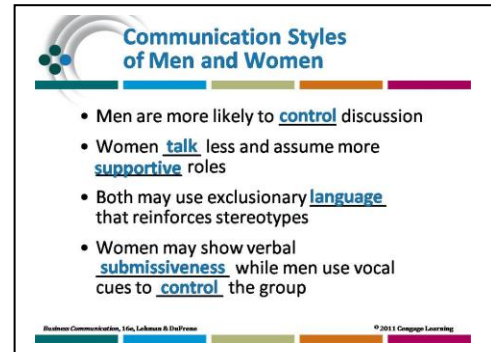 Communication Styles
of Men and Women
• Men are more likely to control discussion
• Women talk less and assume more
supportive roles
• Both may use exclusionary language
that reinforces stereotypes
• Women may show verbal
submissiveness while men use vocal
cues to control the group
Business Communication, 16e, Lehman & DuFrene
©2011 Cengage Learning